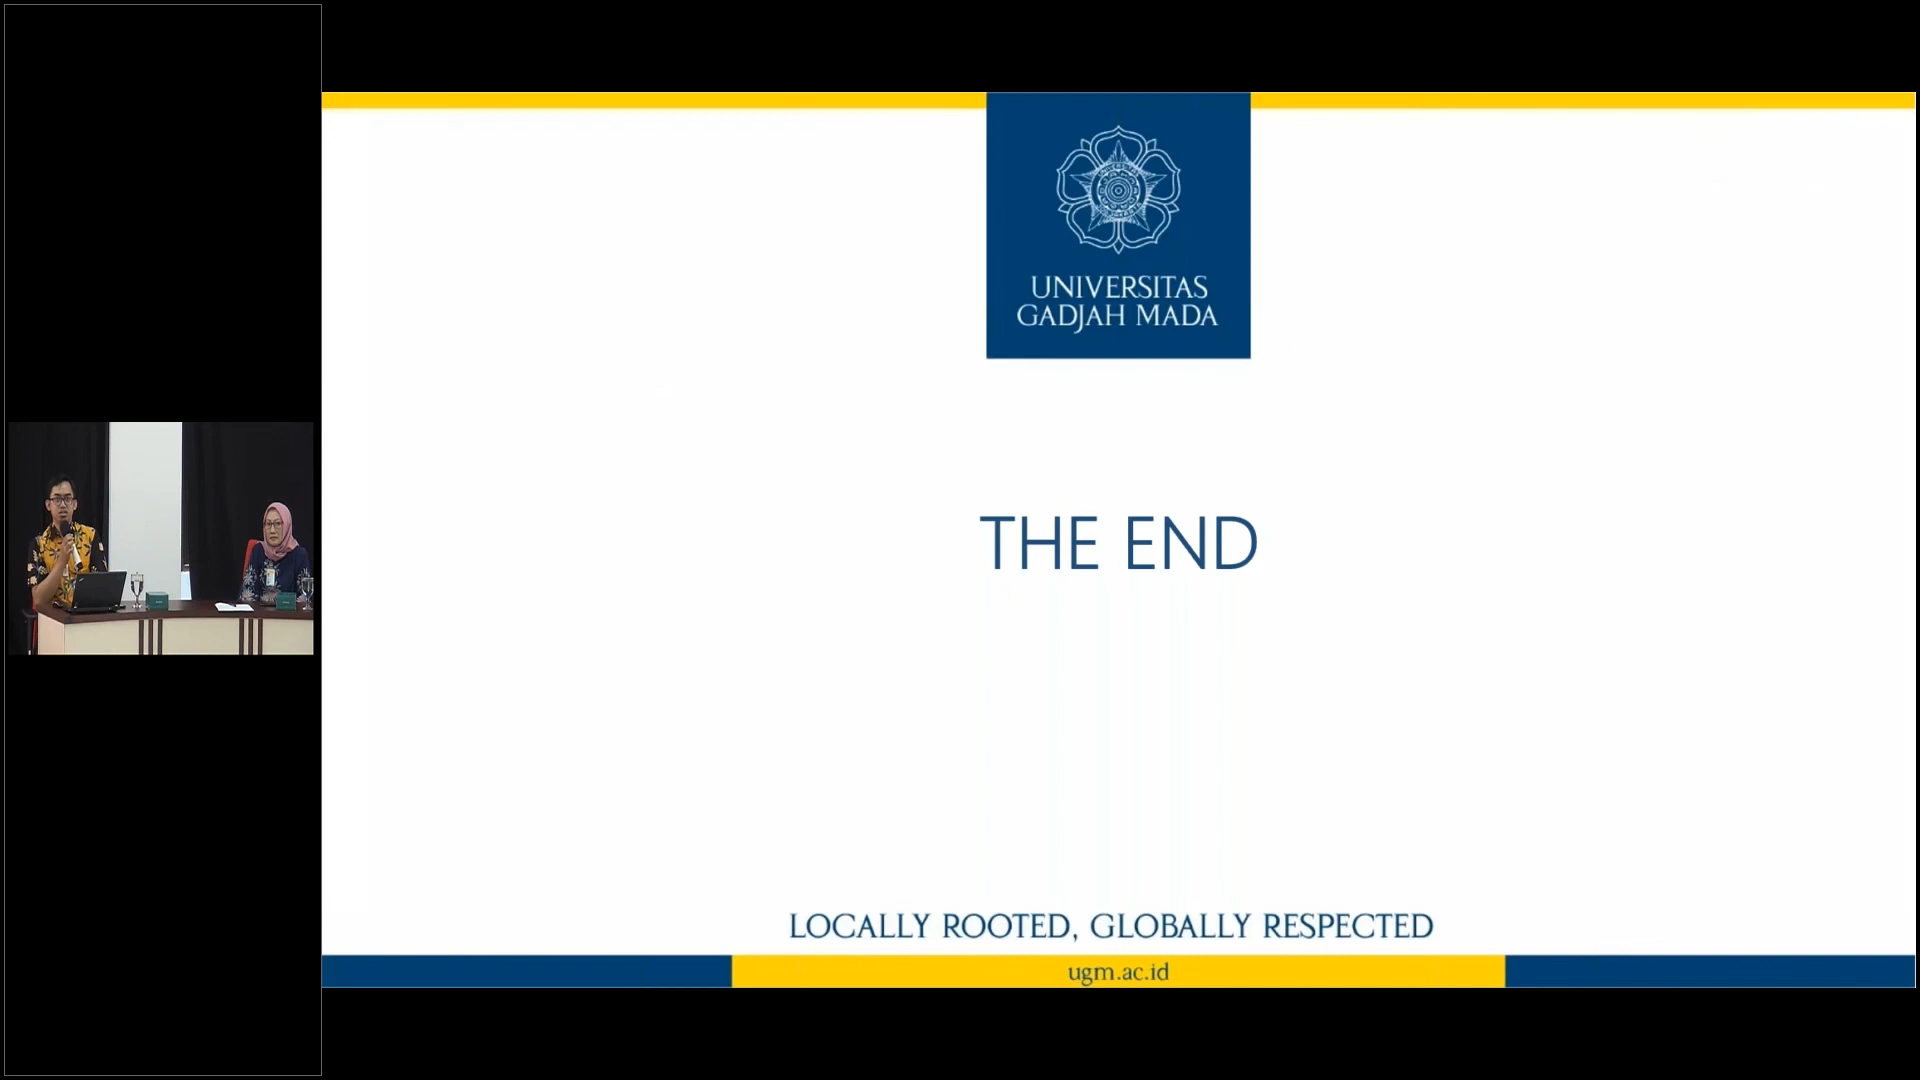 UNIVERSITAS
GADJAH MADA
THE END
LOCALLY ROOTED, GLOBALLY RESPECTED
ugm.ac.id